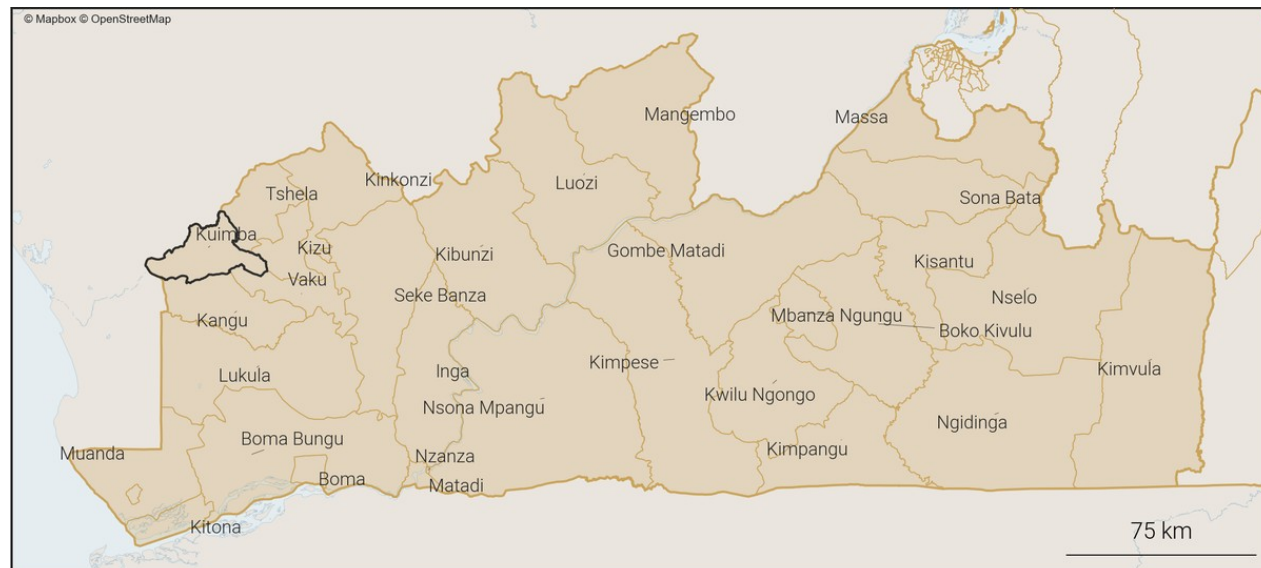 © Mapbox © OpenStreetMap
Mangembo
Massa
Kinkonzi
Luozi
Tshela
Sona Bata
Kuimba
Kizu
Kibunzi
Gombe Matadi
Kisantu
Vaku
Seke Banza
Nselo
Kangu
Mbanza Ngungu
Boko Kivulu
Lukula
Inga
Kimpese
Kimvula
Kwilu Ngongo
Nsona Mpangu
Ngidinga
Boma Bungu
Kimpangu
Muanda
Nzanza
Boma
Matadi
Kitona
75 km